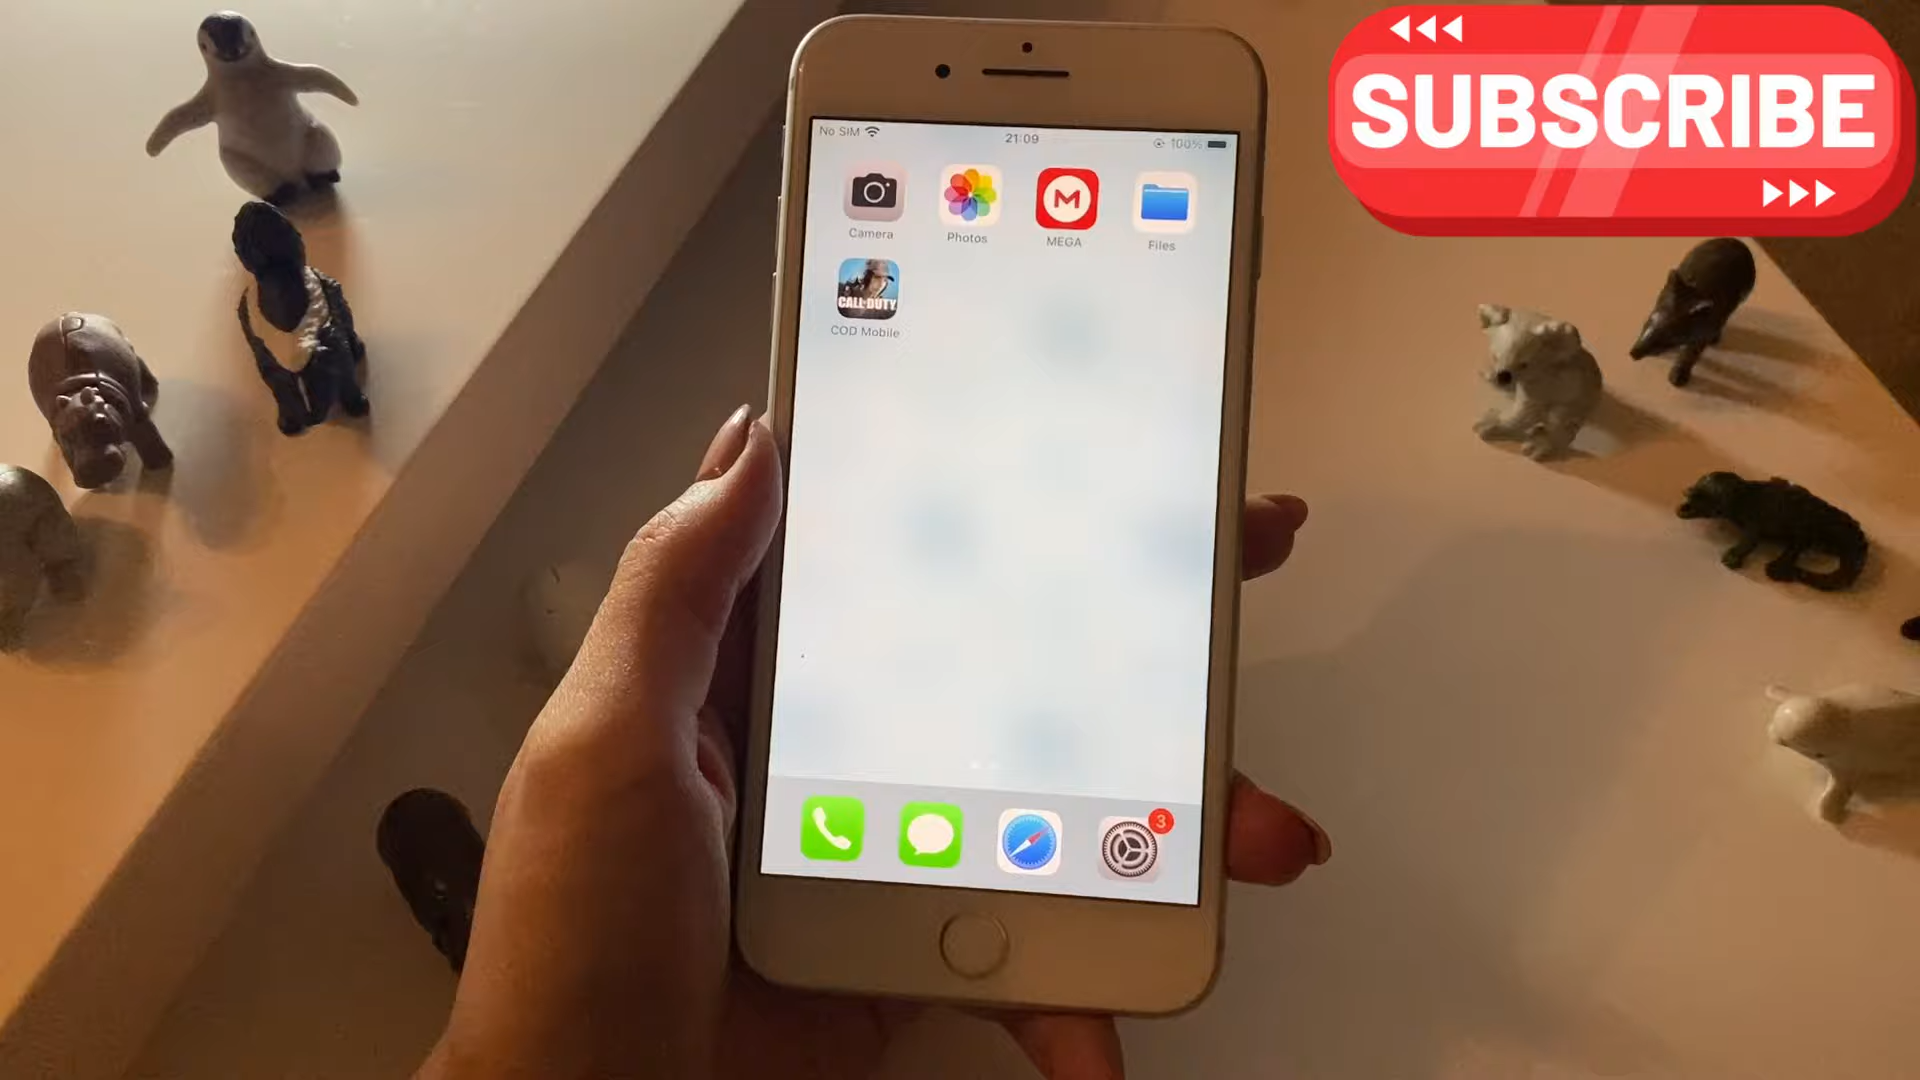 SUBSCRIBE
No SIM
21:09
100%
Camera
Photos
M
MEGA
Files
CALL DUTY
COD Mobile
3